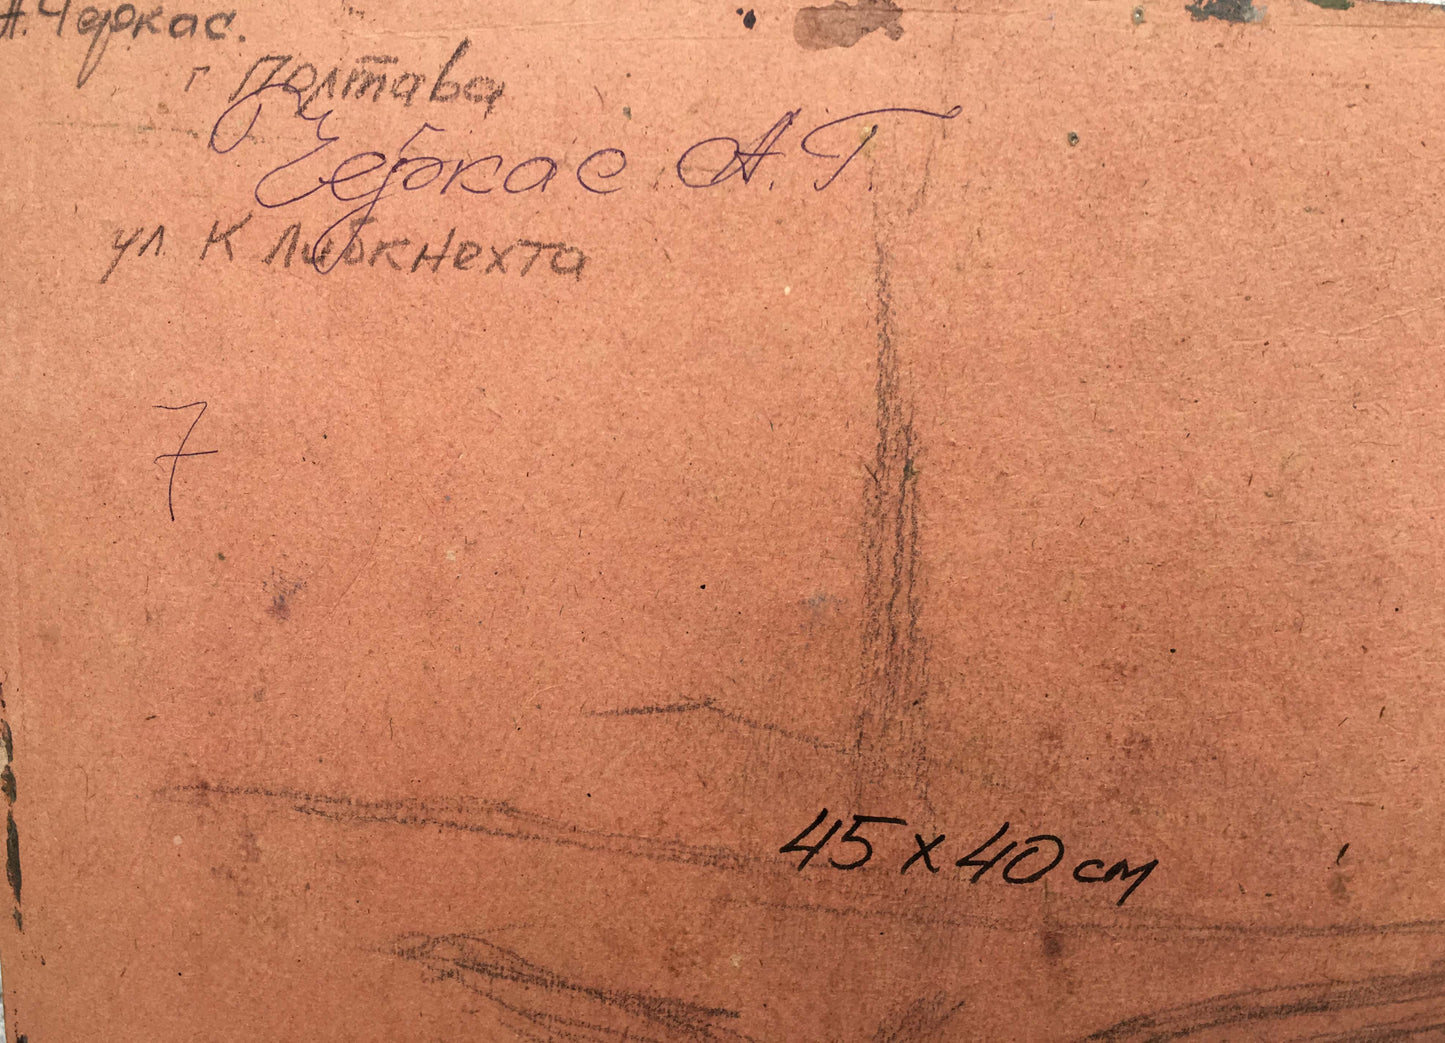 А. Черкас.
г Полтава
Черкас А.Г.
ул. К Либкнехта
7
45 x 40 см